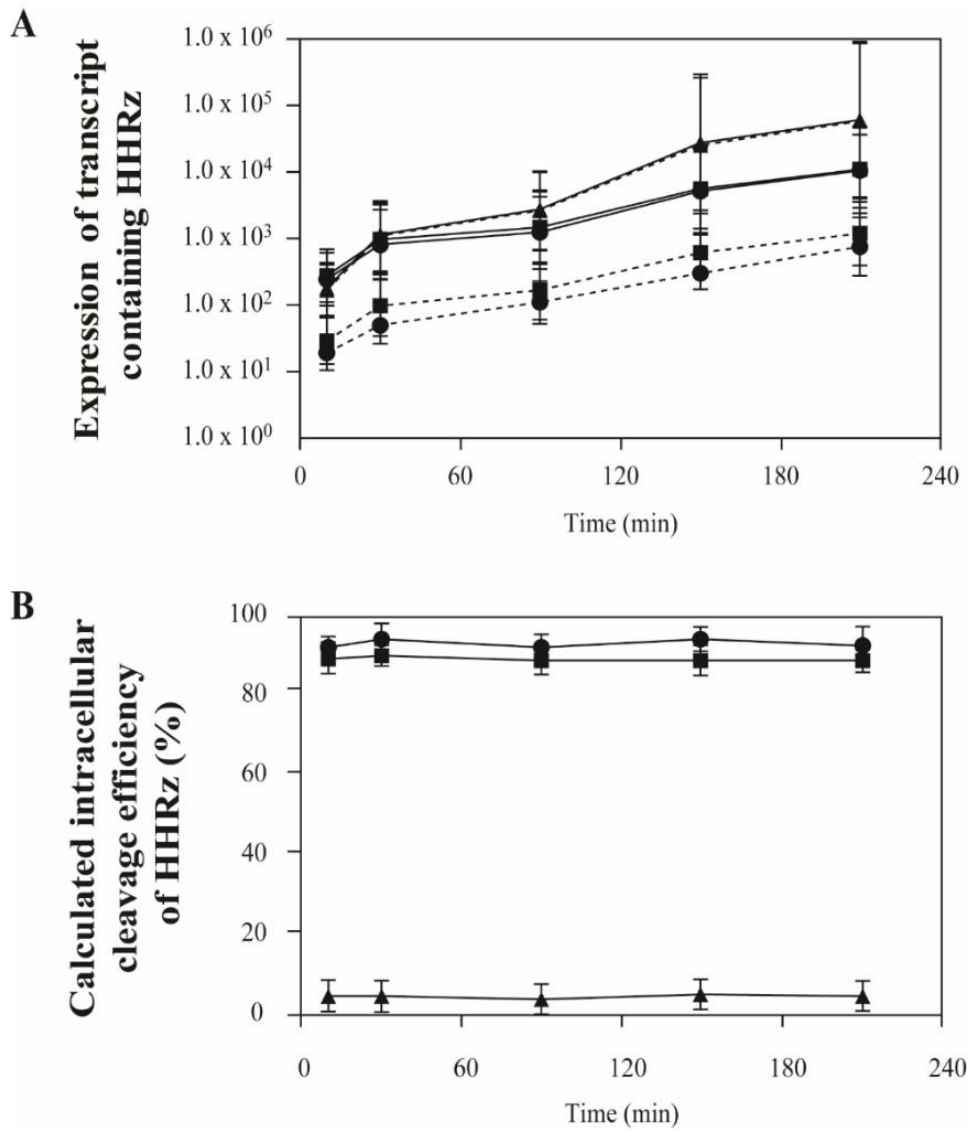 A
Expression of transcript
containing HHRz
1.0 x 10⁶
1.0 x 10⁵
1.0 x 10⁴
1.0 x 10³
1.0 x 10²
1.0 x 10¹
1.0 x 10⁰
0 60 120 180 240
Time (min)
B
Calculated intracellular
cleavage efficiency
of HHRz (%)
100
80
60
40
20
0
0 60 120 180 240
Time (min)